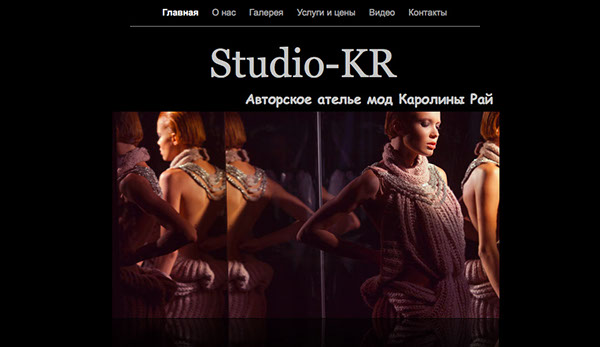 Главная О нас Галерея Услуги и цены Видео Контакты
Studio-KR
Авторское ателье мод Каролины Рай